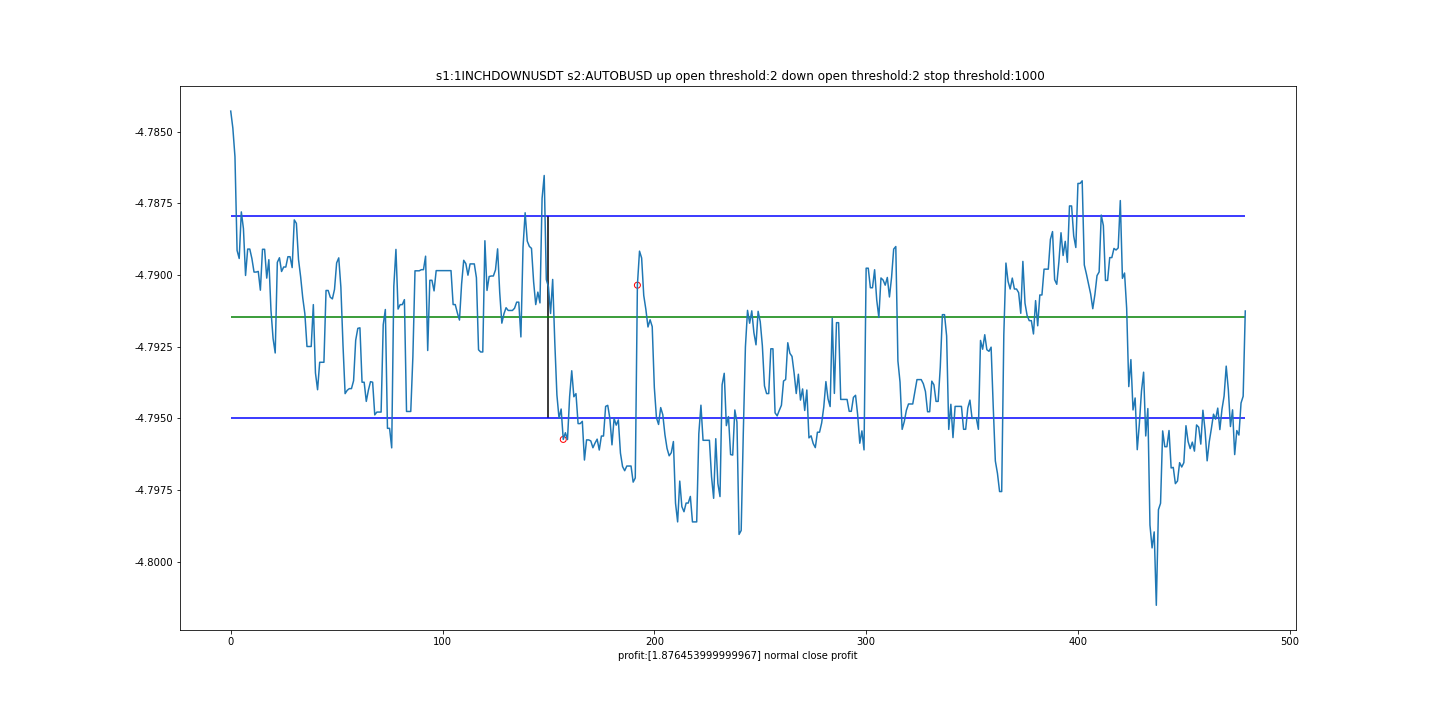 s1:1INCHDOWNUSDT s2:AUTOBUSD up open threshold:2 down open threshold:2 stop threshold:1000
-4.7850
-4.7875
-4.7900
-4.7925
-4.7950
-4.7975
-4.8000
0 100 200 300 400 500
profit:[1.876453999999967] normal close profit